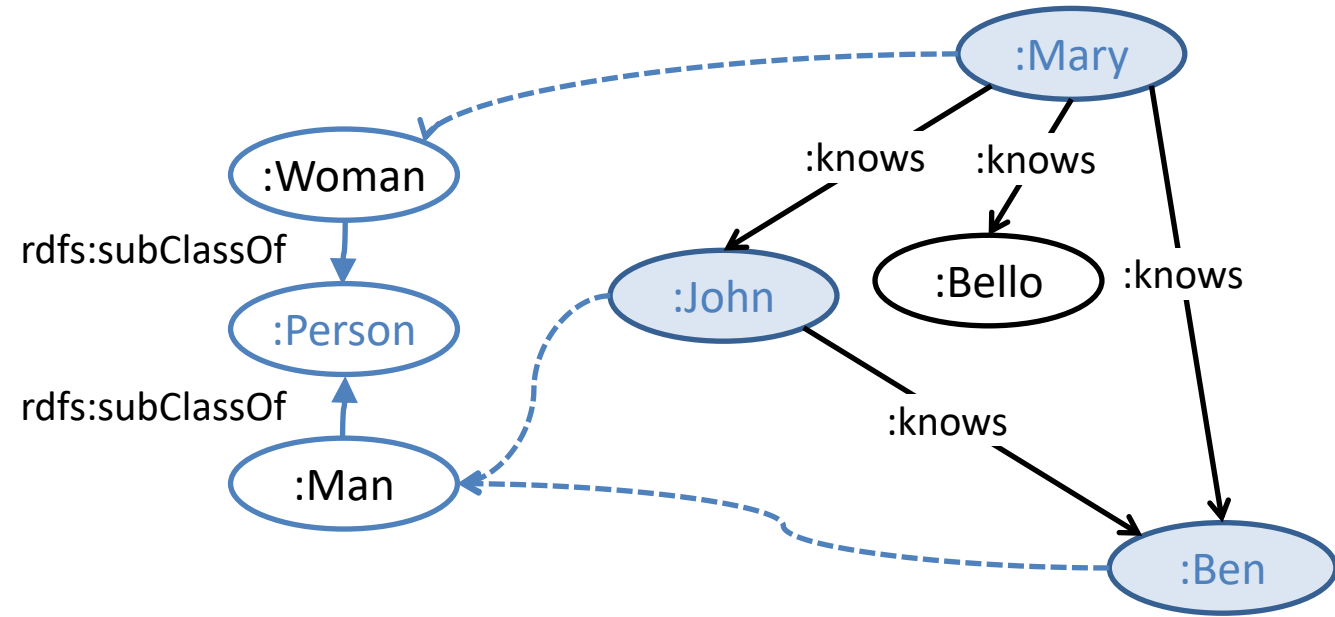 :Mary
:knows
:knows
:Woman
rdfs:subClassOf
:knows
:John
:Bello
:Person
rdfs:subClassOf
:knows
:Man
:Ben